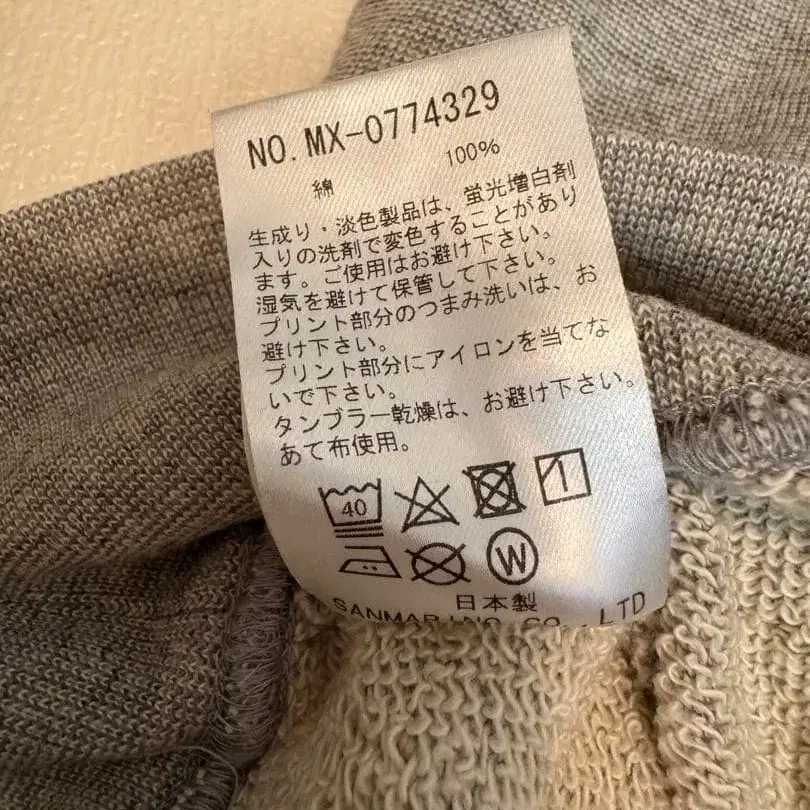 NO.MX-0774329
綿 100%
生成り・淡色製品は、蛍光増白剤
入りの洗剤で変色することがあり
ます。ご使用はお避け下さい。
湿気を避けて保管して下さい。
プリント部分のつまみ洗いは、お
避け下さい。
プリント部分にアイロンを当てな
いで下さい。
タンブラー乾燥は、お避け下さい。
あて布使用。
40
W
日本製
SANMARINO CO., LTD